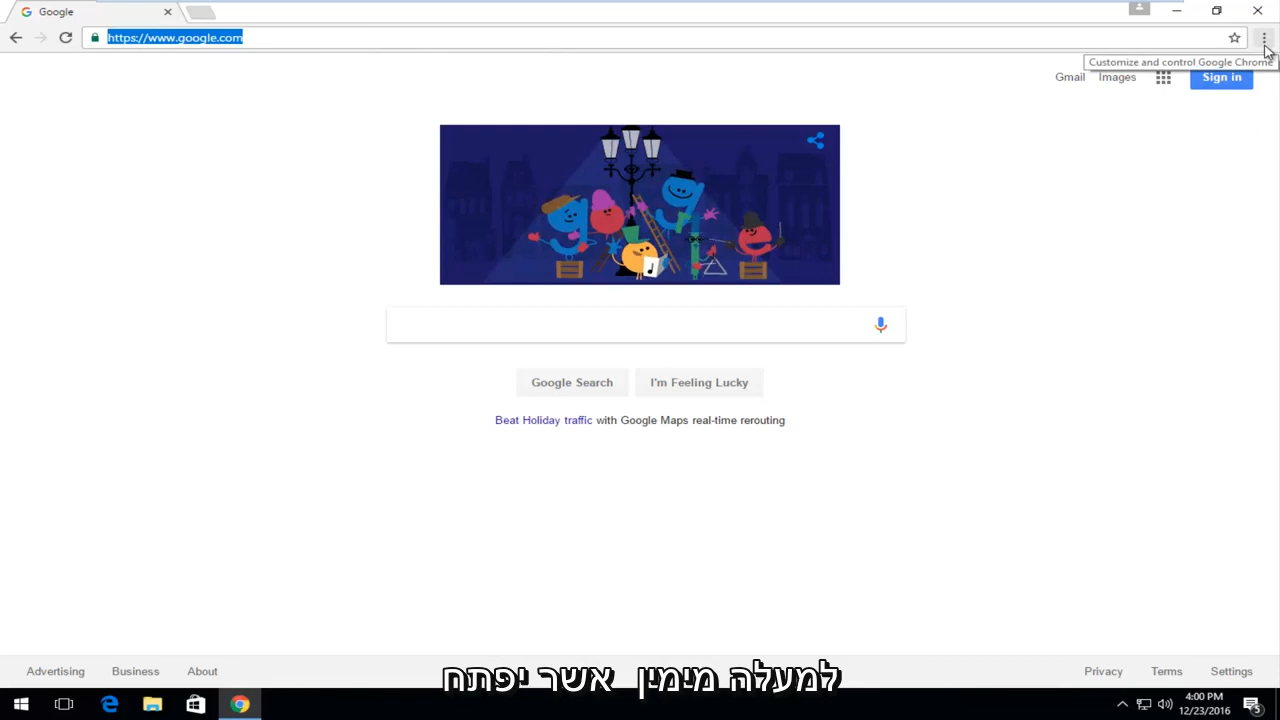 Google
https://www.google.com
Customize and control Google Chrome
Gmail Images Sign in
Google Search I'm Feeling Lucky
Beat Holiday traffic with Google Maps real-time rerouting
Advertising Business About Privacy Terms Settings
למעלה מימין אשר יפתח
4:00 PM
12/23/2016
5